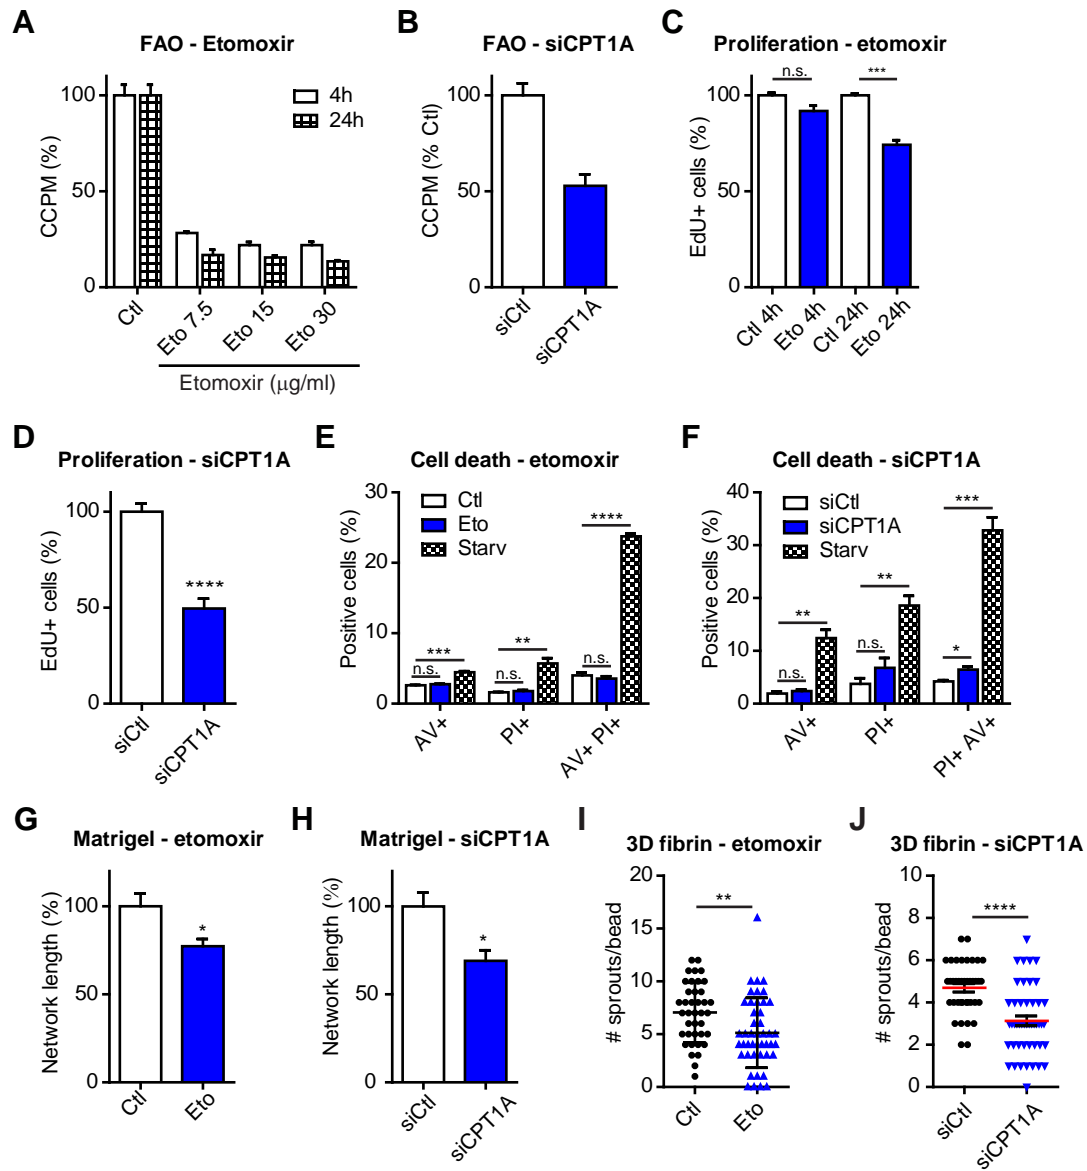 A
FAO - Etomoxir
CCPM (%)
100
50
0
4h
24h
Ctl
Eto 7.5
Eto 15
Eto 30
Etomoxir (μg/ml)
B
FAO - siCPT1A
CCPM (% Ctl)
100
50
0
siCtl
siCPT1A
C
Proliferation - etomoxir
EdU+ cells (%)
100
50
0
n.s.
***
Ctl 4h
Eto 4h
Ctl 24h
Eto 24h
D
Proliferation - siCPT1A
EdU+ cells (%)
100
50
0
****
siCtl
siCPT1A
E
Cell death - etomoxir
Positive cells (%)
30
20
10
0
Ctl
Eto
Starv
n.s.
***
n.s.
**
n.s.
****
AV+
PI+
AV+ PI+
F
Cell death - siCPT1A
Positive cells (%)
40
30
20
10
0
siCtl
siCPT1A
Starv
n.s.
**
n.s.
**
*
***
AV+
PI+
PI+ AV+
G
Matrigel - etomoxir
Network length (%)
100
50
0
*
Ctl
Eto
H
Matrigel - siCPT1A
Network length (%)
100
50
0
*
siCtl
siCPT1A
I
3D fibrin - etomoxir
# sprouts/bead
20
15
10
5
0
**
Ctl
Eto
J
3D fibrin - siCPT1A
# sprouts/bead
10
8
6
4
2
0
****
siCtl
siCPT1A